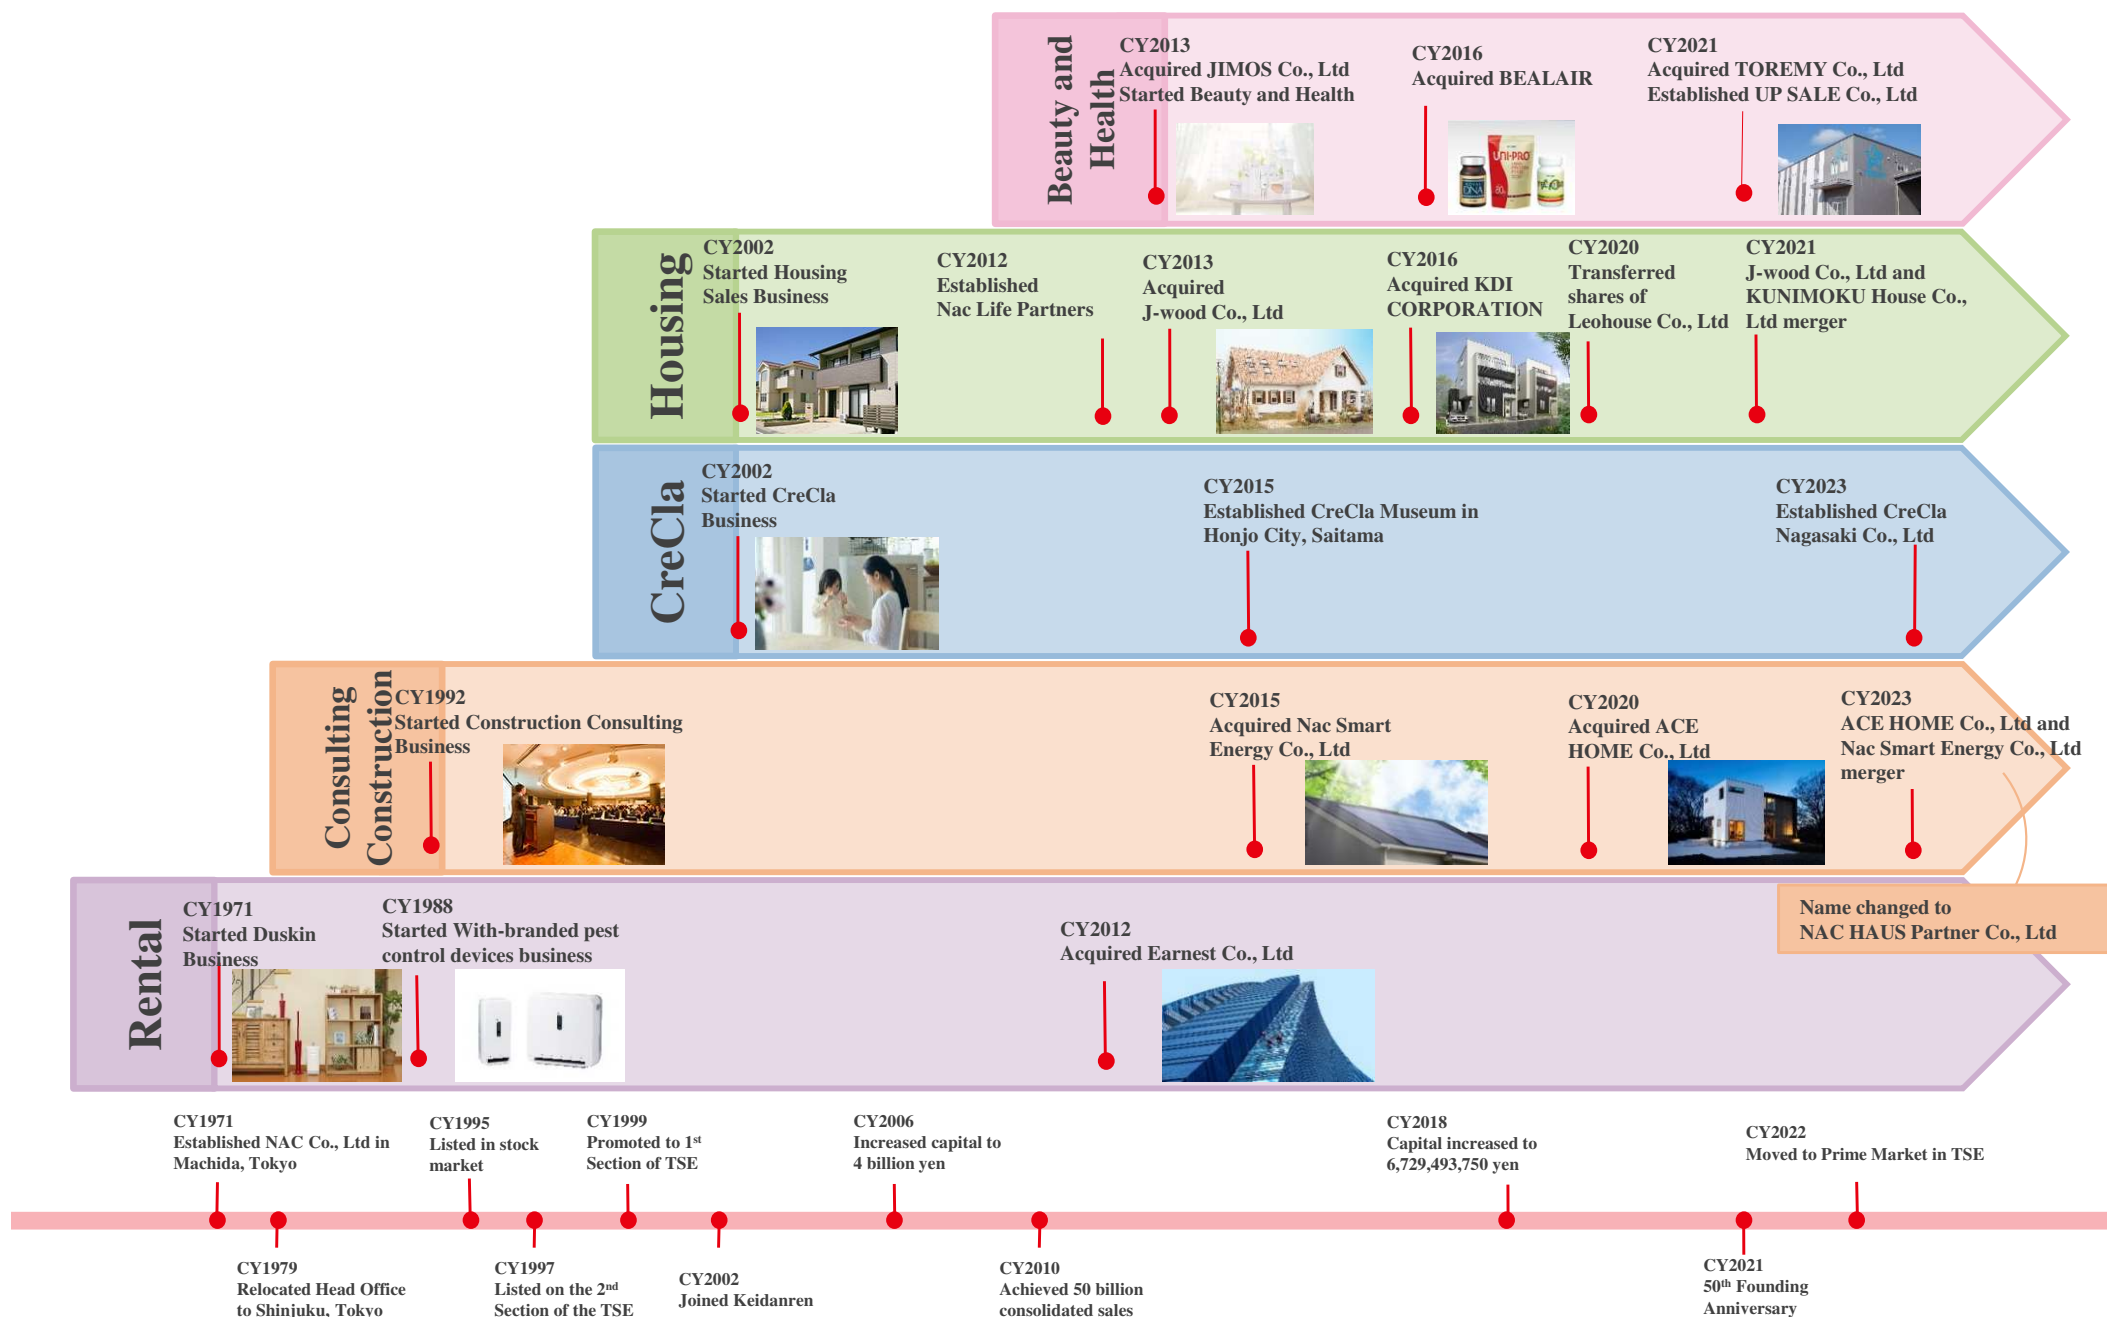 Beauty and
Health
CY2013
Acquired JIMOS Co., Ltd
Started Beauty and Health
CY2016
Acquired BEALAIR
CY2021
Acquired TOREMY Co., Ltd
Established UP SALE Co., Ltd
UNI-PRO
DNA
Housing
CY2002
Started Housing
Sales Business
CY2012
Established
Nac Life Partners
CY2013
Acquired
J-wood Co., Ltd
CY2016
Acquired KDI
CORPORATION
CY2020
Transferred
shares of
Leohouse Co., Ltd
CY2021
J-wood Co., Ltd and
KUNIMOKU House Co.,
Ltd merger
CreCla
CY2002
Started CreCla
Business
CY2015
Established CreCla Museum in
Honjo City, Saitama
CY2023
Established CreCla
Nagasaki Co., Ltd
Consulting
Construction
CY1992
Started Construction Consulting
Business
CY2015
Acquired Nac Smart
Energy Co., Ltd
CY2020
Acquired ACE
HOME Co., Ltd
CY2023
ACE HOME Co., Ltd and
Nac Smart Energy Co., Ltd
merger
Name changed to
NAC HAUS Partner Co., Ltd
Rental
CY1971
Started Duskin
Business
CY1988
Started With-branded pest
control devices business
CY2012
Acquired Earnest Co., Ltd
CY1971
Established NAC Co., Ltd in
Machida, Tokyo
CY1995
Listed in stock
market
CY1999
Promoted to 1st
Section of TSE
CY2006
Increased capital to
4 billion yen
CY2018
Capital increased to
6,729,493,750 yen
CY2022
Moved to Prime Market in TSE
CY1979
Relocated Head Office
to Shinjuku, Tokyo
CY1997
Listed on the 2nd
Section of the TSE
CY2002
Joined Keidanren
CY2010
Achieved 50 billion
consolidated sales
CY2021
50th Founding
Anniversary